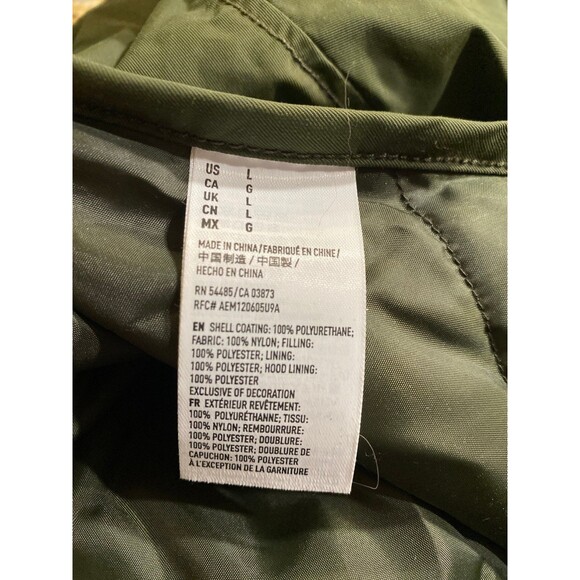 US L
CA G
UK L
CN L
MX G
MADE IN CHINA/FABRIQUÉ EN CHINE/
中国制造 / 中国製 /
HECHO EN CHINA
RN 54485/CA 03873
RFC# AEM120605U9A
EN SHELL COATING: 100% POLYURETHANE;
FABRIC: 100% NYLON; FILLING:
100% POLYESTER; LINING:
100% POLYESTER; HOOD LINING:
100% POLYESTER
EXCLUSIVE OF DECORATION
FR EXTÉRIEUR REVÊTEMENT:
100% POLYURÉTHANNE; TISSU:
100% NYLON; REMBOURRURE:
100% POLYESTER; DOUBLURE:
100% POLYESTER; DOUBLURE DE
CAPUCHON: 100% POLYESTER
À L'EXCEPTION DE LA GARNITURE